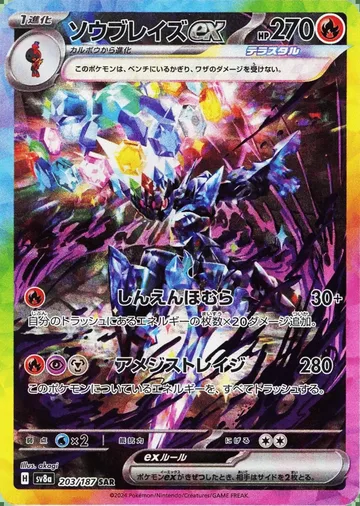 1進化
ソウブレイズex
HP270
カルボウから進化
テラスタル
このポケモンは、ベンチにいるかぎり、ワザのダメージを受けない。
しんえんほむら 30+
自分のトラッシュにあるエネルギーの枚数×20ダメージ追加。
アメジストレイジ 280
このポケモンについているエネルギーを、すべてトラッシュする。
弱点 ×2 抵抗力 にげる
exルール
ポケモンexがきぜつしたとき、相手はサイドを2枚とる。
illus. akagi
H sv8a 203/187 SAR
©2024 Pokémon/Nintendo/Creatures/GAME FREAK.